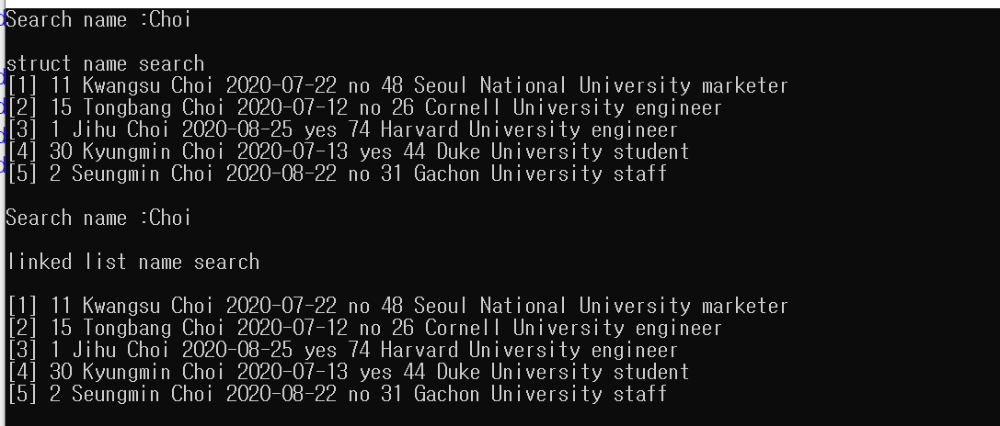 Search name :Choi
struct name search
[1] 11 Kwangsu Choi 2020-07-22 no 48 Seoul National University marketer
[2] 15 Tongbang Choi 2020-07-12 no 26 Cornell University engineer
[3] 1 Jihu Choi 2020-08-25 yes 74 Harvard University engineer
[4] 30 Kyungmin Choi 2020-07-13 yes 44 Duke University student
[5] 2 Seungmin Choi 2020-08-22 no 31 Gachon University staff
Search name :Choi
linked list name search
[1] 11 Kwangsu Choi 2020-07-22 no 48 Seoul National University marketer
[2] 15 Tongbang Choi 2020-07-12 no 26 Cornell University engineer
[3] 1 Jihu Choi 2020-08-25 yes 74 Harvard University engineer
[4] 30 Kyungmin Choi 2020-07-13 yes 44 Duke University student
[5] 2 Seungmin Choi 2020-08-22 no 31 Gachon University staff